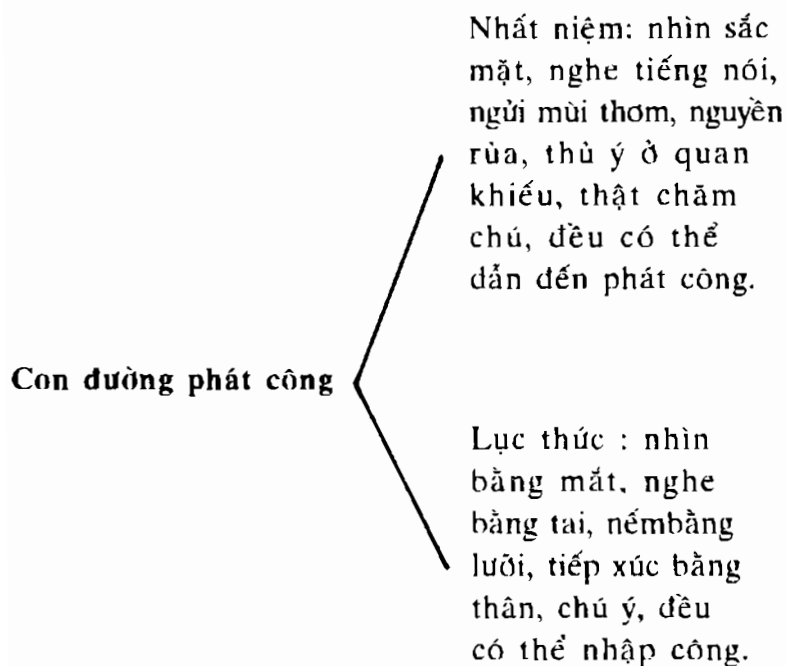 Nhất niệm: nhìn sắc
mặt, nghe tiếng nói,
ngửi mùi thơm, nguyền
rùa, thủ ý ở quan
khiếu, thật chăm
chú, đều có thể
dẫn đến phát công.
Con đường phát công
Lục thức : nhìn
bằng mắt, nghe
bằng tai, nếmbằng
lưỡi, tiếp xúc bằng
thân, chú ý, đều
có thể nhập công.